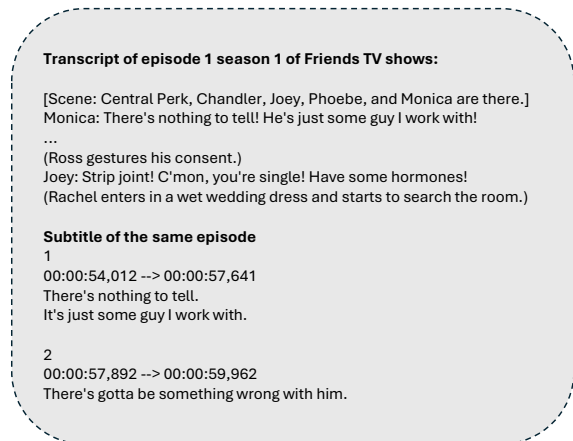 Transcript of episode 1 season 1 of Friends TV shows:
[Scene: Central Perk, Chandler, Joey, Phoebe, and Monica are there.]
Monica: There's nothing to tell! He's just some guy I work with!
...
(Ross gestures his consent.)
Joey: Strip joint! C'mon, you're single! Have some hormones!
(Rachel enters in a wet wedding dress and starts to search the room.)
Subtitle of the same episode
1
00:00:54,012 --> 00:00:57,641
There's nothing to tell.
It's just some guy I work with.
2
00:00:57,892 --> 00:00:59,962
There's gotta be something wrong with him.